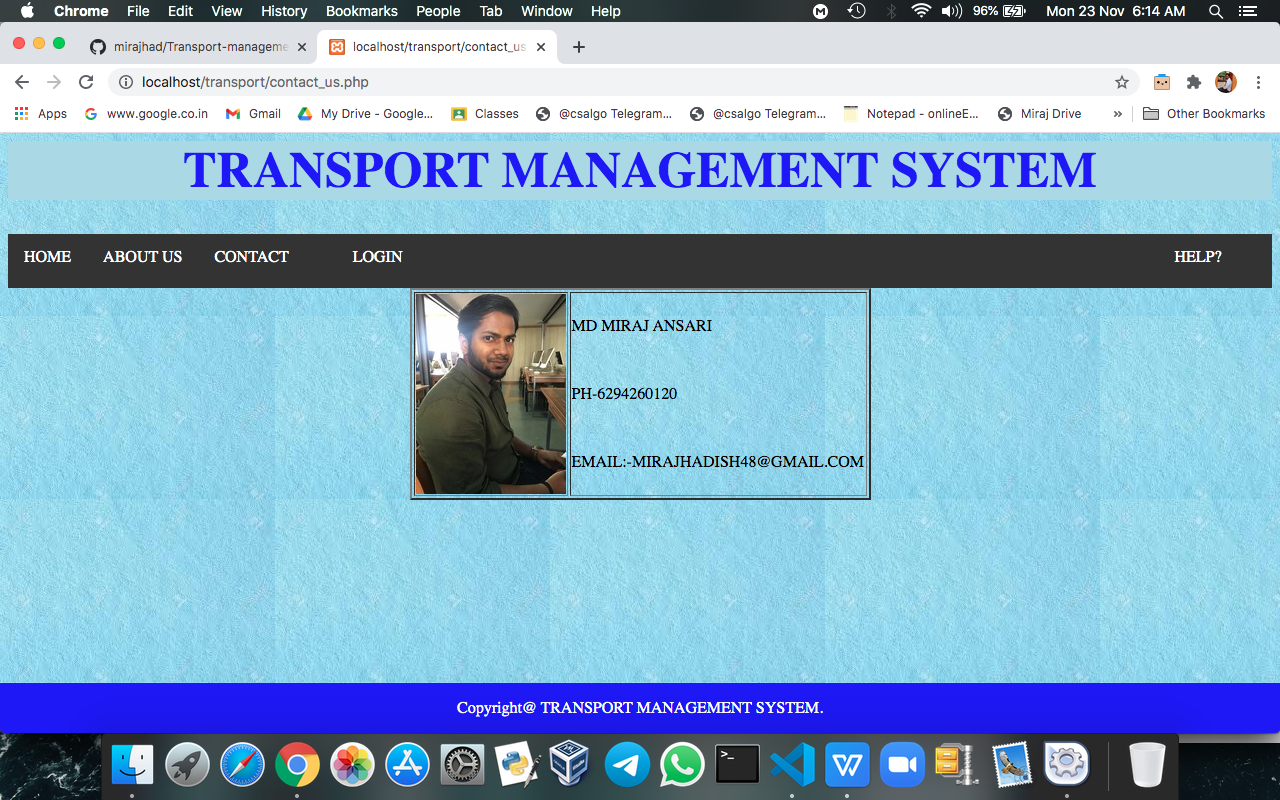 Chrome File Edit View History Bookmarks People Tab Window Help 96% Mon 23 Nov 6:14 AM
mirajhad/Transport-manageme localhost/transport/contact_us
localhost/transport/contact_us.php
Apps www.google.co.in Gmail My Drive - Google... Classes @csalgo Telegram... @csalgo Telegram... Notepad - onlineE... Miraj Drive » Other Bookmarks
TRANSPORT MANAGEMENT SYSTEM
HOME ABOUT US CONTACT LOGIN HELP?
MD MIRAJ ANSARI
PH-6294260120
EMAIL:-MIRAJHADISH48@GMAIL.COM
Copyright@ TRANSPORT MANAGEMENT SYSTEM.